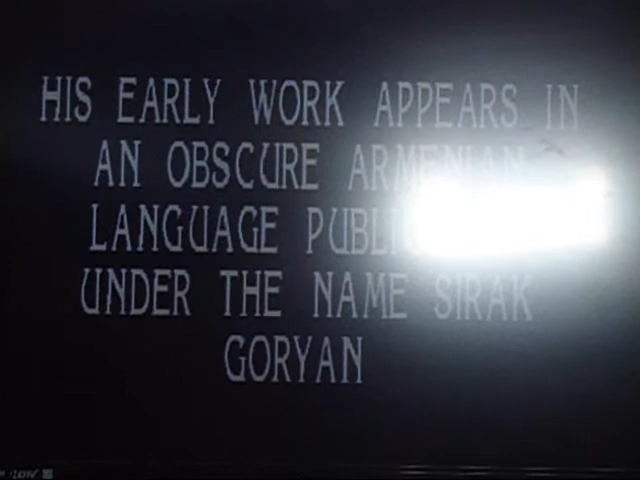 HIS EARLY WORK APPEARS IN
AN OBSCURE ARMENIAN
LANGUAGE
UNDER THE NAME SIRAK
GORYAN